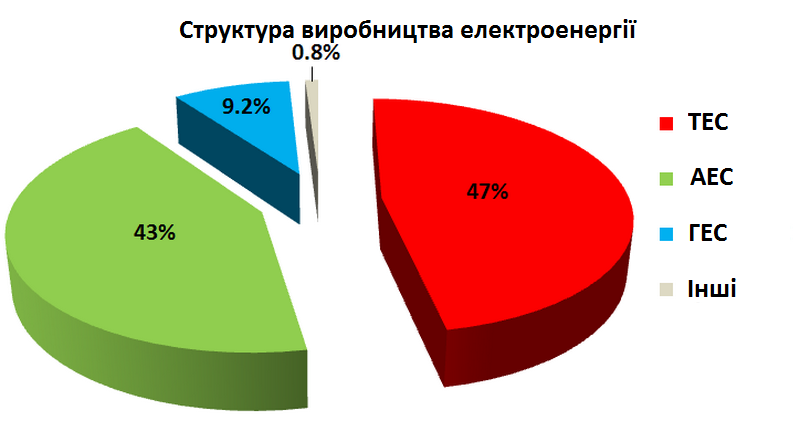 Структура виробництва електроенергії
0.8%
9.2%
47%
43%
ТЕС
АЕС
ГЕС
Інші